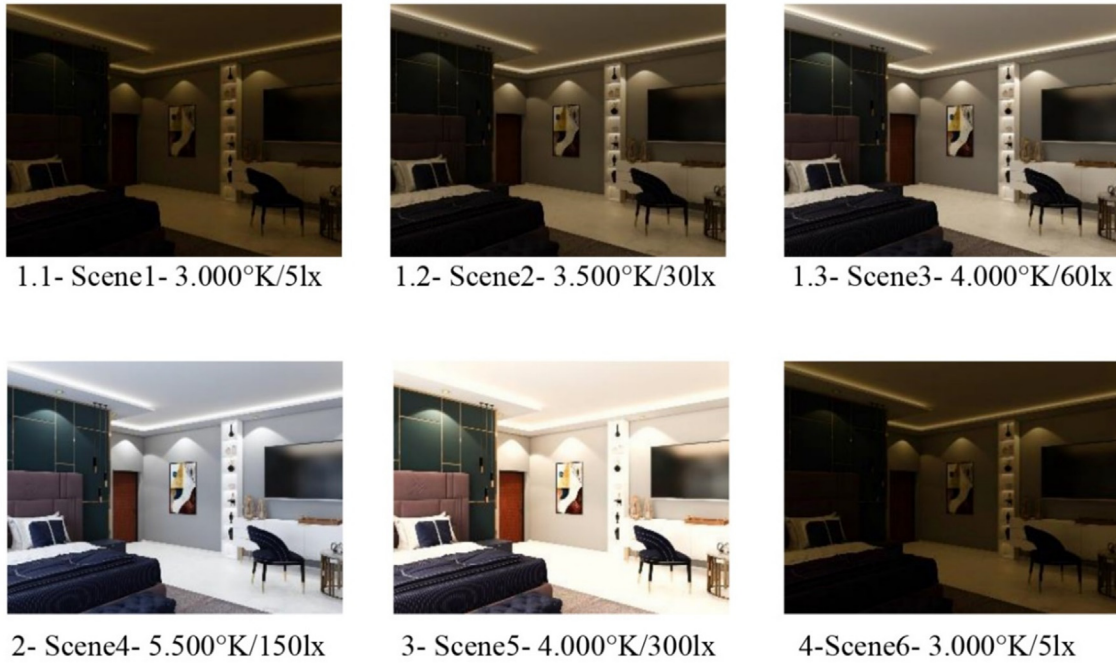 1.1- Scene1- 3.000°K/5lx
1.2- Scene2- 3.500°K/30lx
1.3- Scene3- 4.000°K/60lx
2- Scene4- 5.500°K/150lx
3- Scene5- 4.000°K/300lx
4-Scene6- 3.000°K/5lx